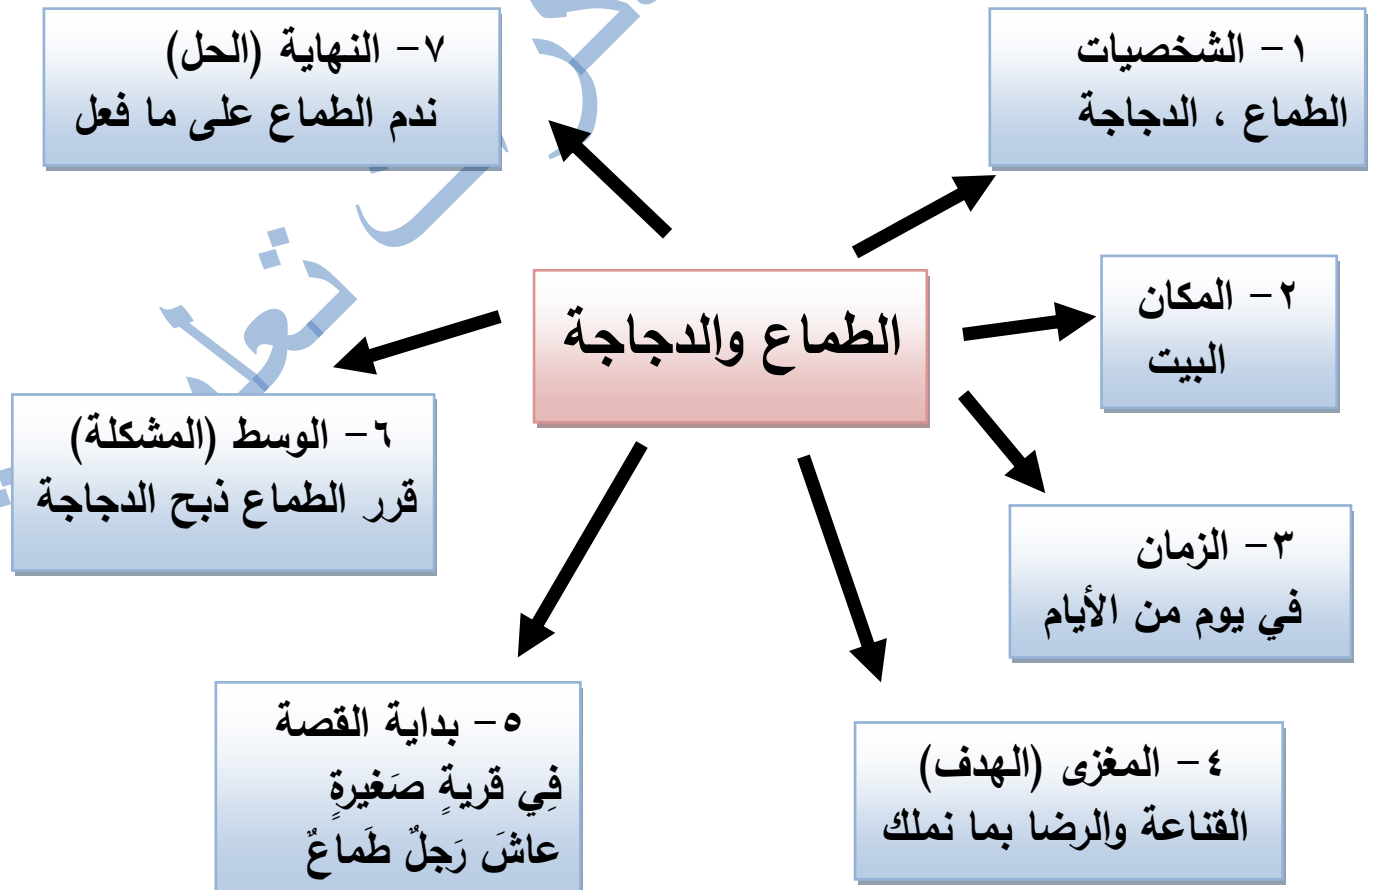 الطماع والدجاجة
١- الشخصيات
الطماع ، الدجاجة
٢- المكان
البيت
٣- الزمان
في يوم من الأيام
٤- المغزى (الهدف)
القناعة والرضا بما نملك
٥- بداية القصة
فِي قريةٍ صَغيرةٍ
عاشَ رَجلٌ طَماعٌ
٦- الوسط (المشكلة)
قرر الطماع ذبح الدجاجة
٧- النهاية (الحل)
ندم الطماع على ما فعل